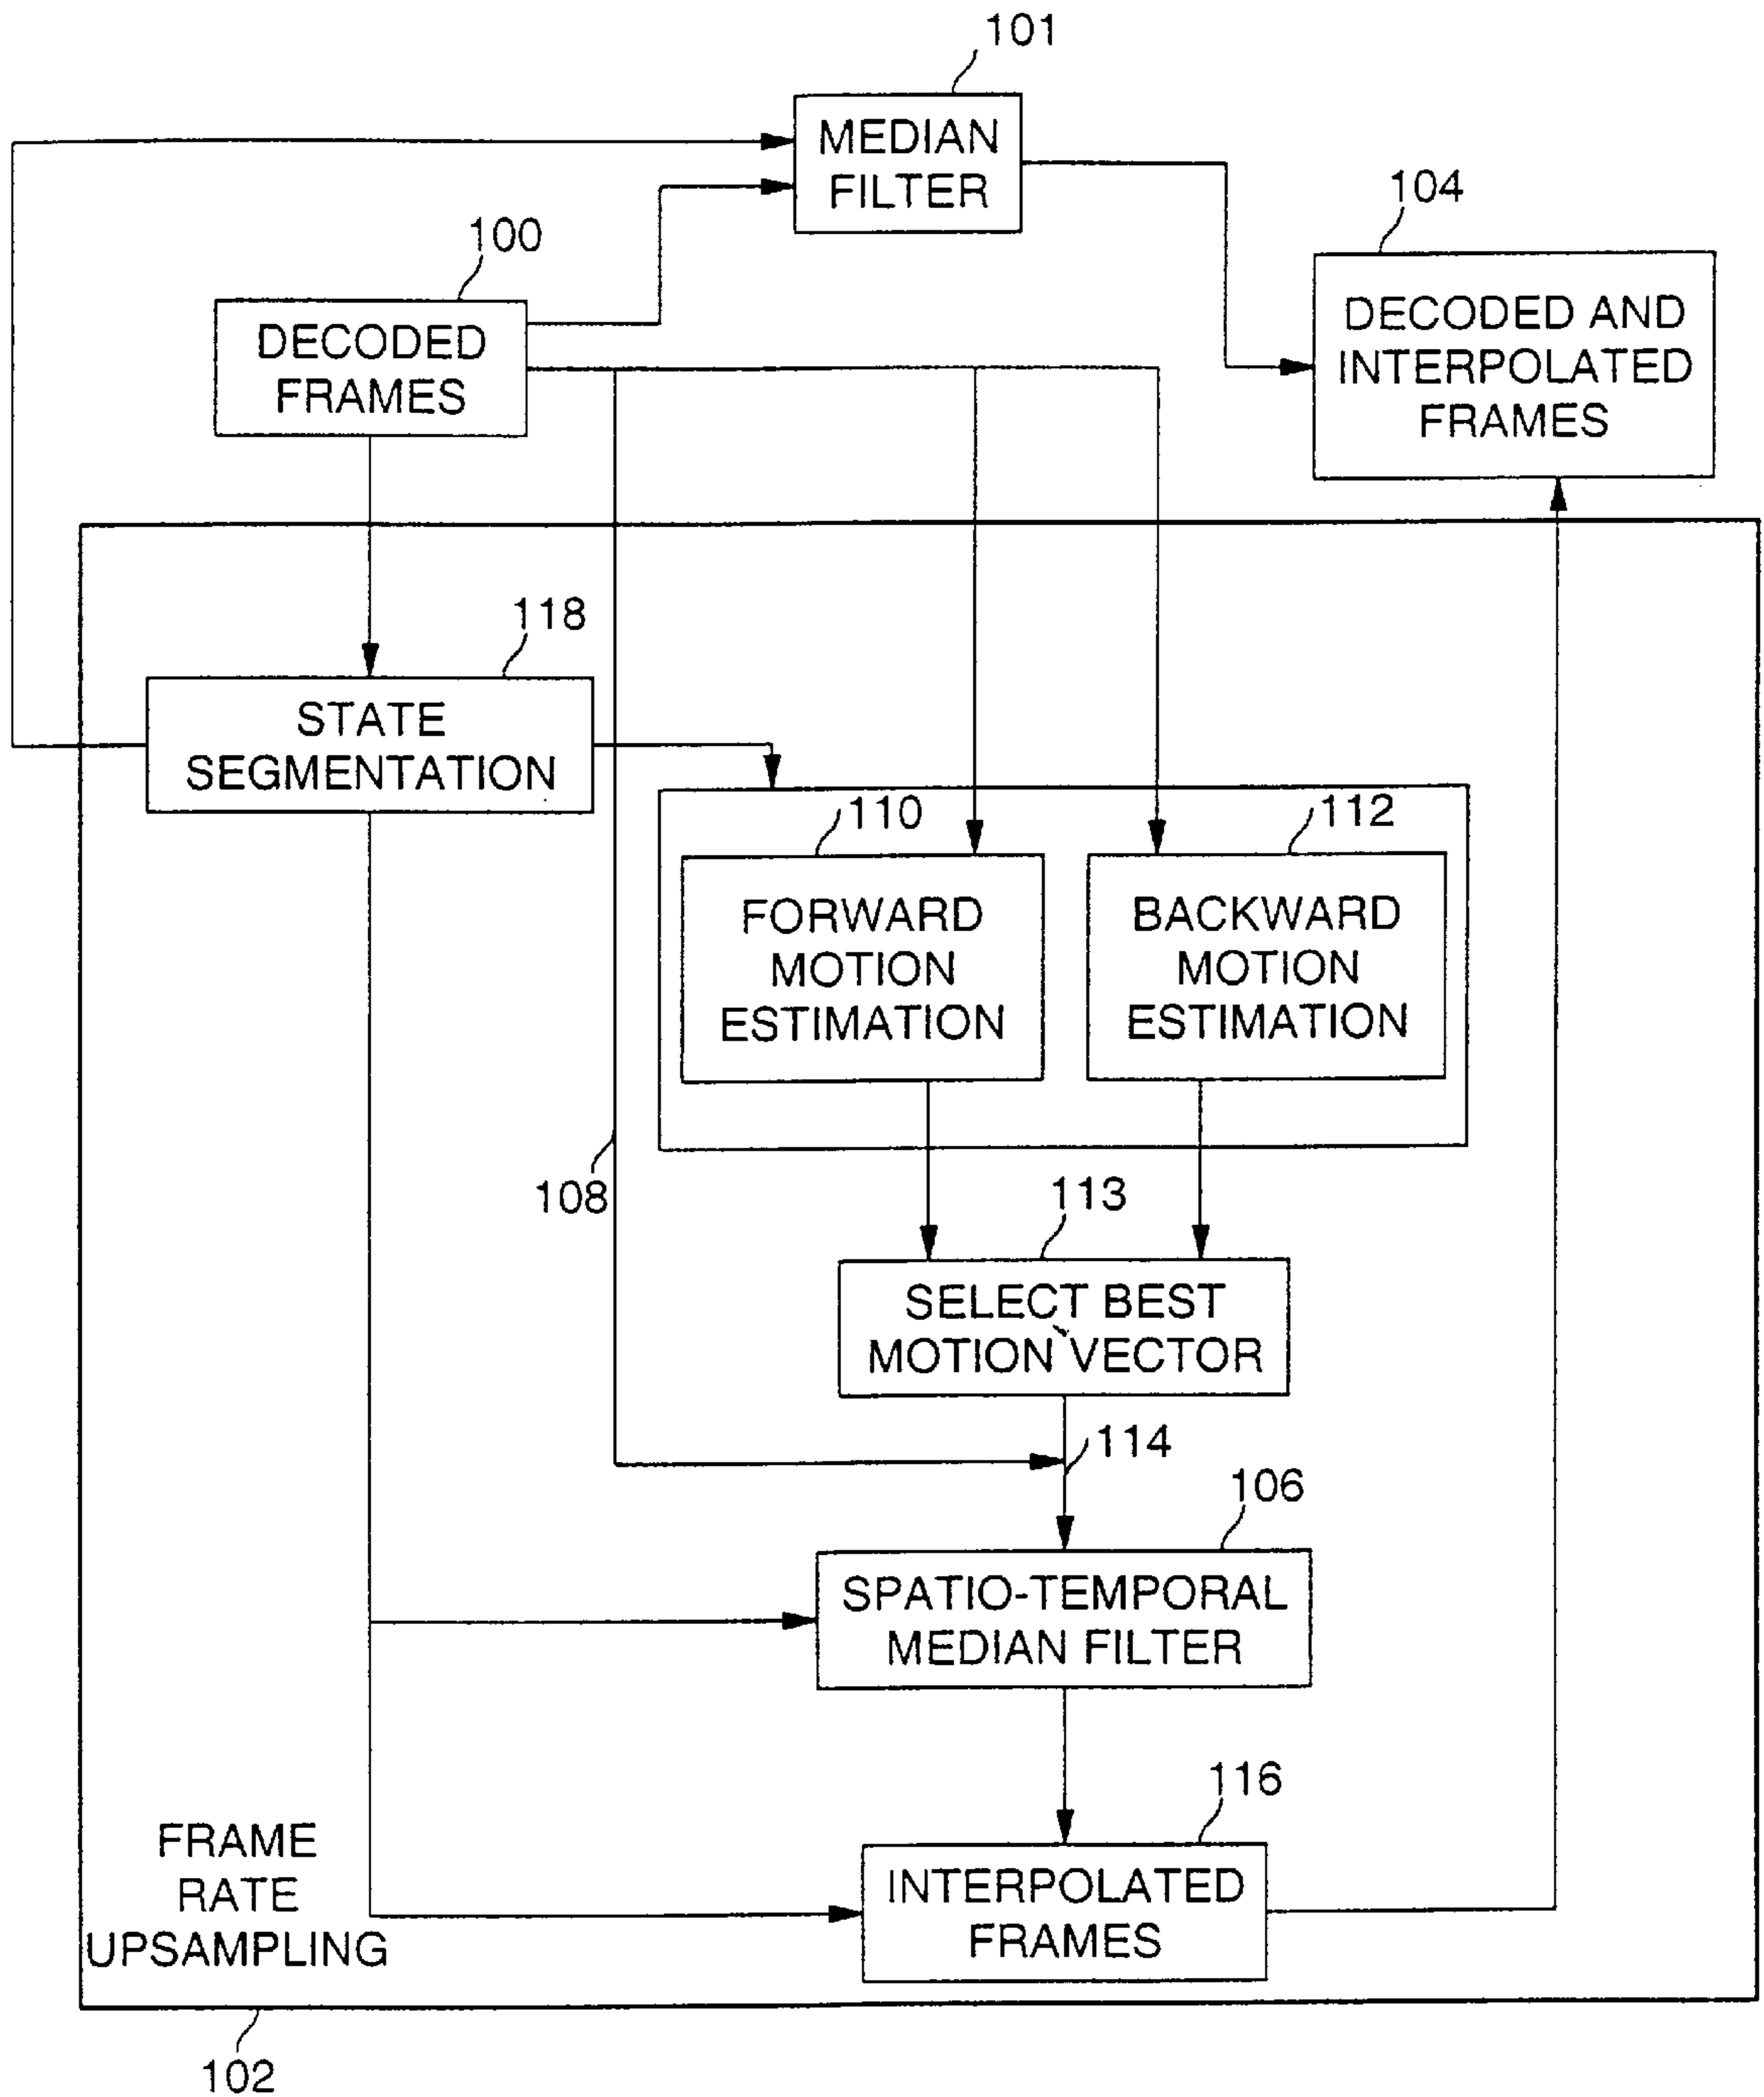 101
MEDIAN
FILTER
104
100
DECODED
FRAMES
DECODED AND
INTERPOLATED
FRAMES
118
STATE
SEGMENTATION
110
112
FORWARD
MOTION
ESTIMATION
BACKWARD
MOTION
ESTIMATION
108
113
SELECT BEST
MOTION VECTOR
114
106
SPATIO-TEMPORAL
MEDIAN FILTER
116
INTERPOLATED
FRAMES
FRAME
RATE
UPSAMPLING
102